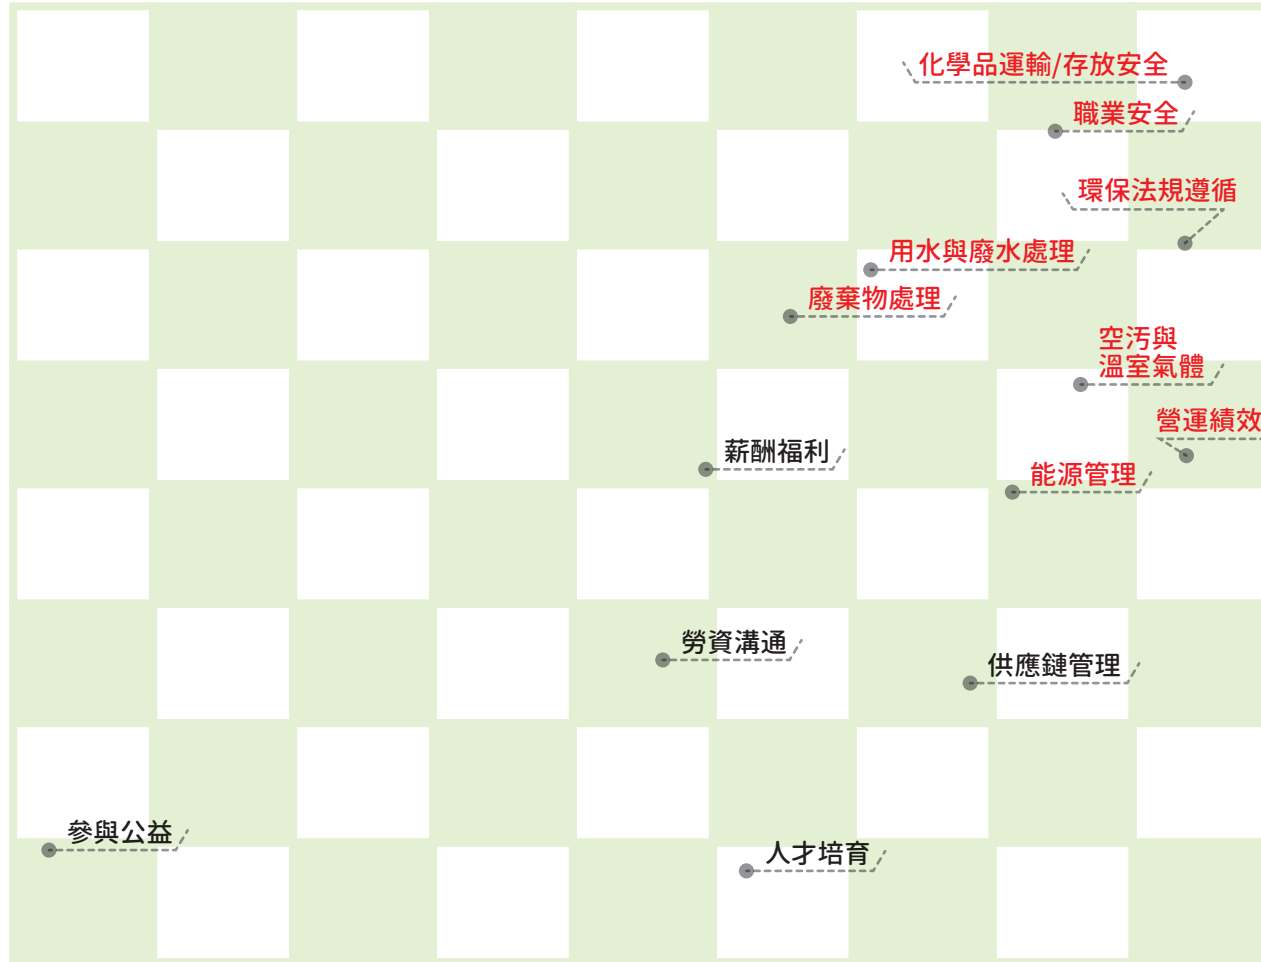 化學品運輸/存放安全
職業安全
環保法規遵循
用水與廢水處理
廢棄物處理
空汚與
溫室氣體
營運績效
薪酬福利
能源管理
勞資溝通
供應鏈管理
參與公益
人才培育